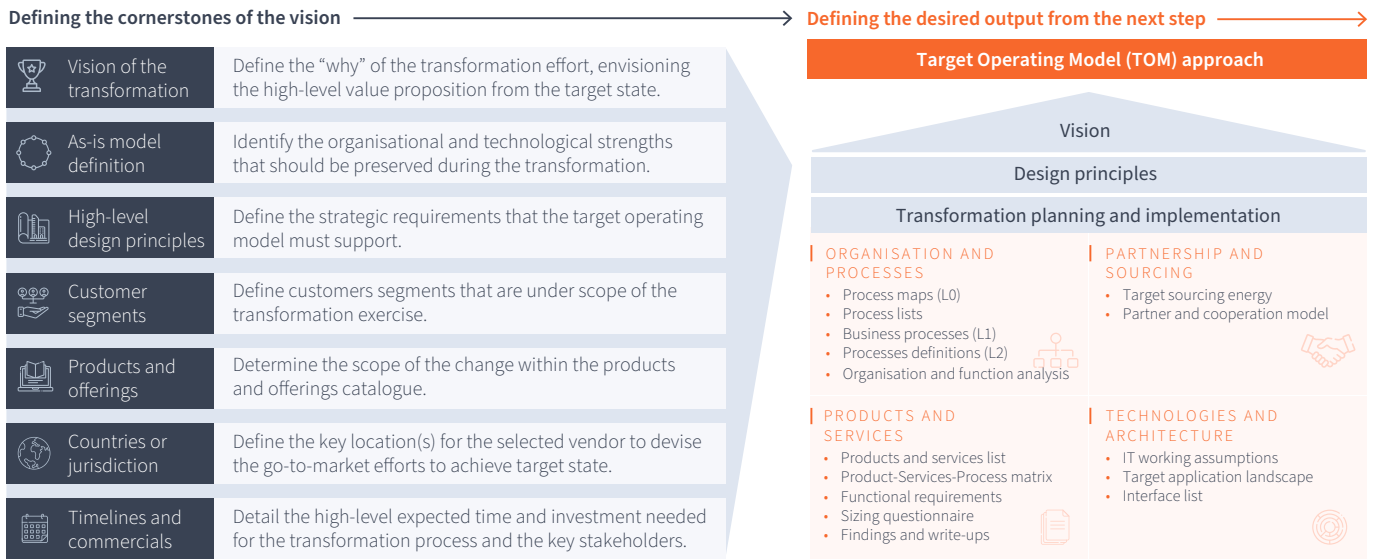 Defining the cornerstones of the vision
Vision of the
transformation
Define the “why” of the transformation effort, envisioning
the high-level value proposition from the target state.
As-is model
definition
Identify the organisational and technological strengths
that should be preserved during the transformation.
High-level
design principles
Define the strategic requirements that the target operating
model must support.
Customer
segments
Define customers segments that are under scope of the
transformation exercise.
Products and
offerings
Determine the scope of the change within the products
and offerings catalogue.
Countries or
jurisdiction
Define the key location(s) for the selected vendor to devise
the go-to-market efforts to achieve target state.
Timelines and
commercials
Detail the high-level expected time and investment needed
for the transformation process and the key stakeholders.
Defining the desired output from the next step
Target Operating Model (TOM) approach
Vision
Design principles
Transformation planning and implementation
ORGANISATION AND
PROCESSES
• Process maps (L0)
• Process lists
• Business processes (L1)
• Processes definitions (L2)
• Organisation and function analysis
PARTNERSHIP AND
SOURCING
• Target sourcing energy
• Partner and cooperation model
PRODUCTS AND
SERVICES
• Products and services list
• Product-Services-Process matrix
• Functional requirements
• Sizing questionnaire
• Findings and write-ups
TECHNOLOGIES AND
ARCHITECTURE
• IT working assumptions
• Target application landscape
• Interface list